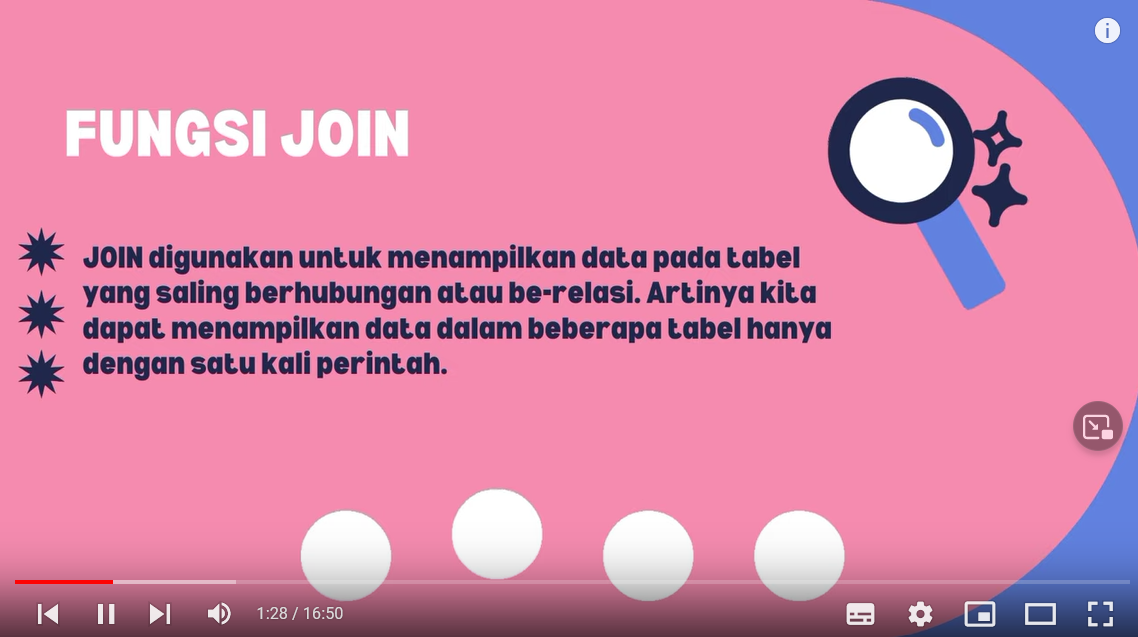 FUNGSI JOIN
JOIN digunakan untuk menampilkan data pada tabel
yang saling berhubungan atau be-relasi. Artinya kita
dapat menampilkan data dalam beberapa tabel hanya
dengan satu kali perintah.
1:28 / 16:50